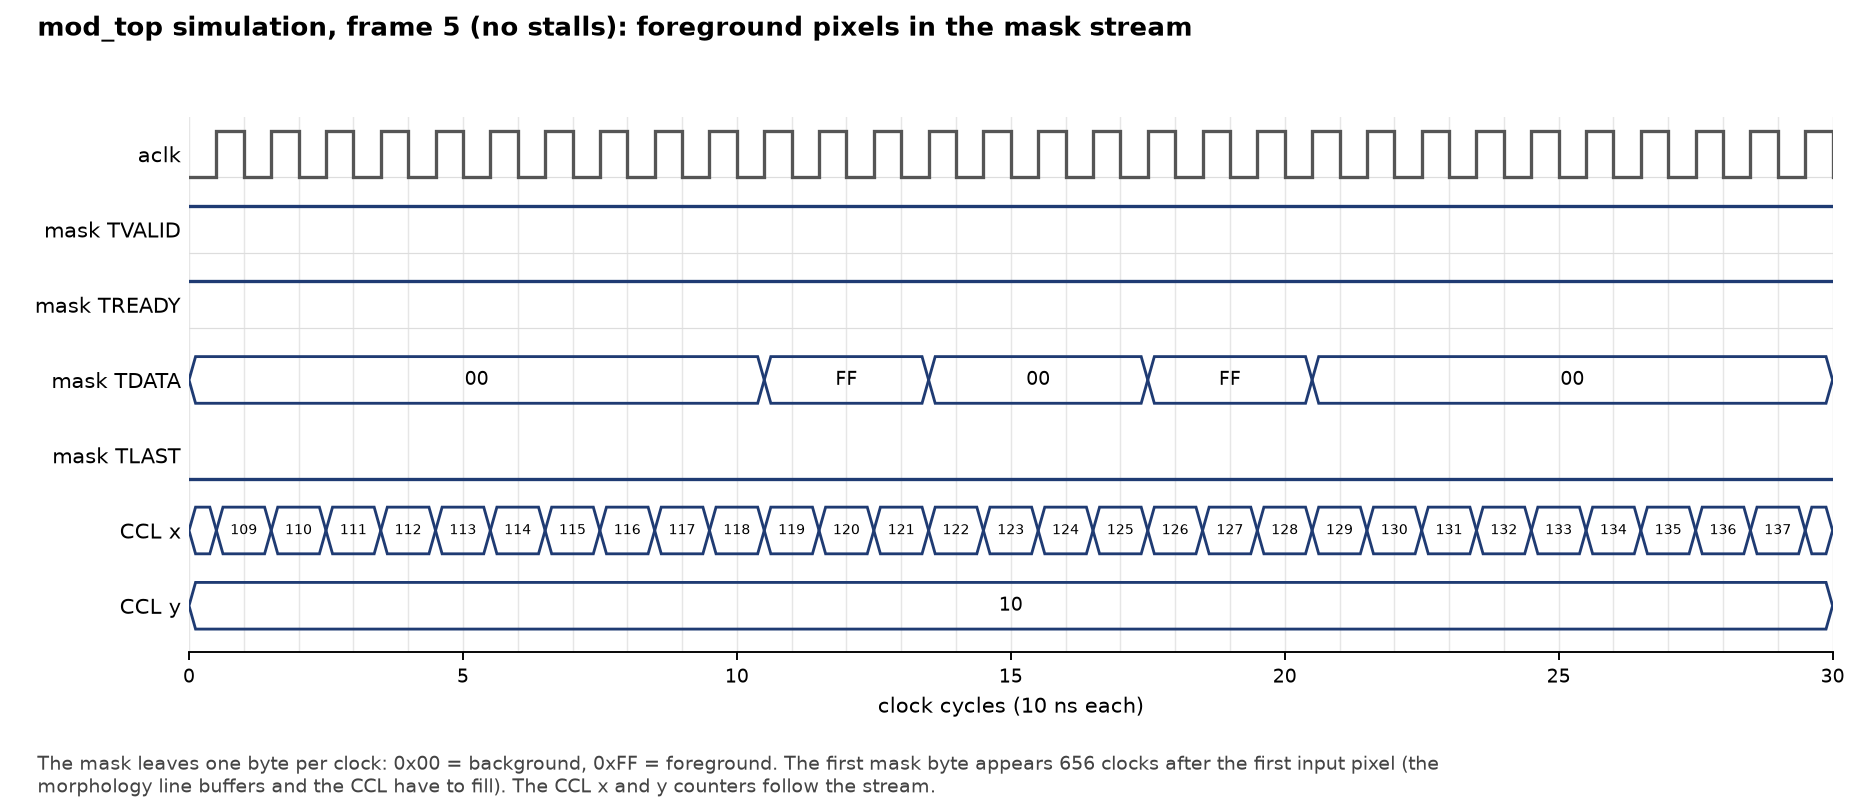 mod_top simulation, frame 5 (no stalls): foreground pixels in the mask stream
aclk
mask TVALID
mask TREADY
mask TDATA 00 FF 00 FF 00
mask TLAST
CCL x 109 110 111 112 113 114 115 116 117 118 119 120 121 122 123 124 125 126 127 128 129 130 131 132 133 134 135 136 137
CCL y 10
0 5 10 15 20 25 30
clock cycles (10 ns each)
The mask leaves one byte per clock: 0x00 = background, 0xFF = foreground. The first mask byte appears 656 clocks after the first input pixel (the
morphology line buffers and the CCL have to fill). The CCL x and y counters follow the stream.